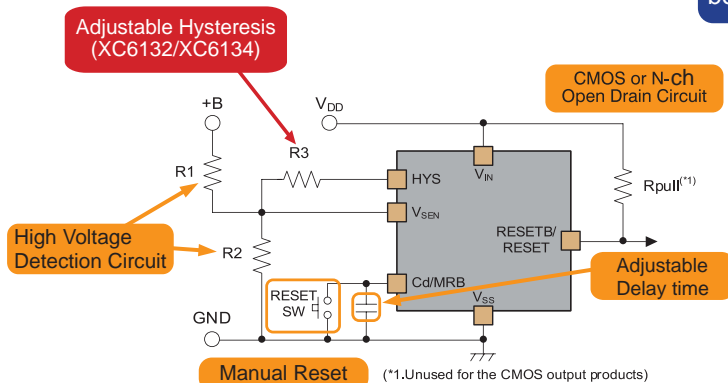 Adjustable Hysteresis
(XC6132/XC6134)
CMOS or N-ch
Open Drain Circuit
+B
VDD
R3
R1
HYS
VIN
Rpull(*1)
VSEN
RESETB/
RESET
High Voltage
Detection Circuit
R2
Cd/MRB
Adjustable
Delay time
RESET
SW
VSS
GND
Manual Reset
(*1.Unused for the CMOS output products)